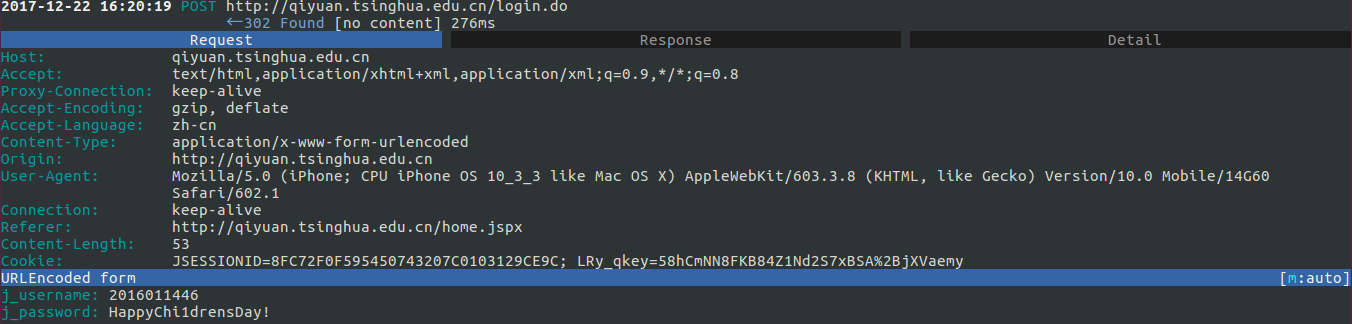 2017-12-22 16:20:19 POST http://qiyuan.tsinghua.edu.cn/login.do
←302 Found [no content] 276ms
Request Response Detail
Host: qiyuan.tsinghua.edu.cn
Accept: text/html,application/xhtml+xml,application/xml;q=0.9,*/*;q=0.8
Proxy-Connection: keep-alive
Accept-Encoding: gzip, deflate
Accept-Language: zh-cn
Content-Type: application/x-www-form-urlencoded
Origin: http://qiyuan.tsinghua.edu.cn
User-Agent: Mozilla/5.0 (iPhone; CPU iPhone OS 10_3_3 like Mac OS X) AppleWebKit/603.3.8 (KHTML, like Gecko) Version/10.0 Mobile/14G60
Safari/602.1
Connection: keep-alive
Referer: http://qiyuan.tsinghua.edu.cn/home.jspx
Content-Length: 53
Cookie: JSESSIONID=8FC72F0F595450743207C0103129CE9C; LRy_qkey=58hCmNN8FKB84Z1Nd2S7xBSA%2BjXVaemy
URLEncoded form [m:auto]
j_username: 2016011446
j_password: HappyChi1drensDay!